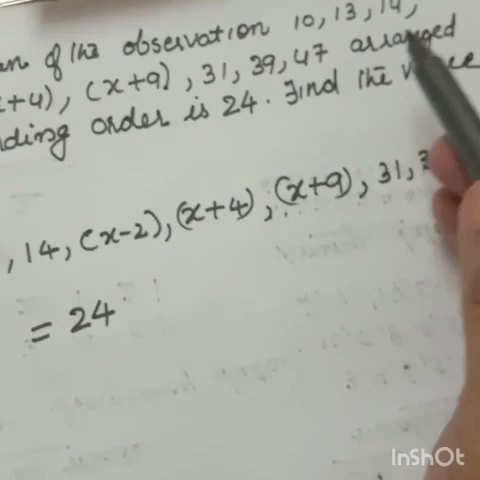 of the observation 10, 13, 14,
x+4), (x+9), 31, 39, 47 arranged
order is 24. Find the
, 14, (x-2), (x+4), (x+9), 31,
= 24
InShOt